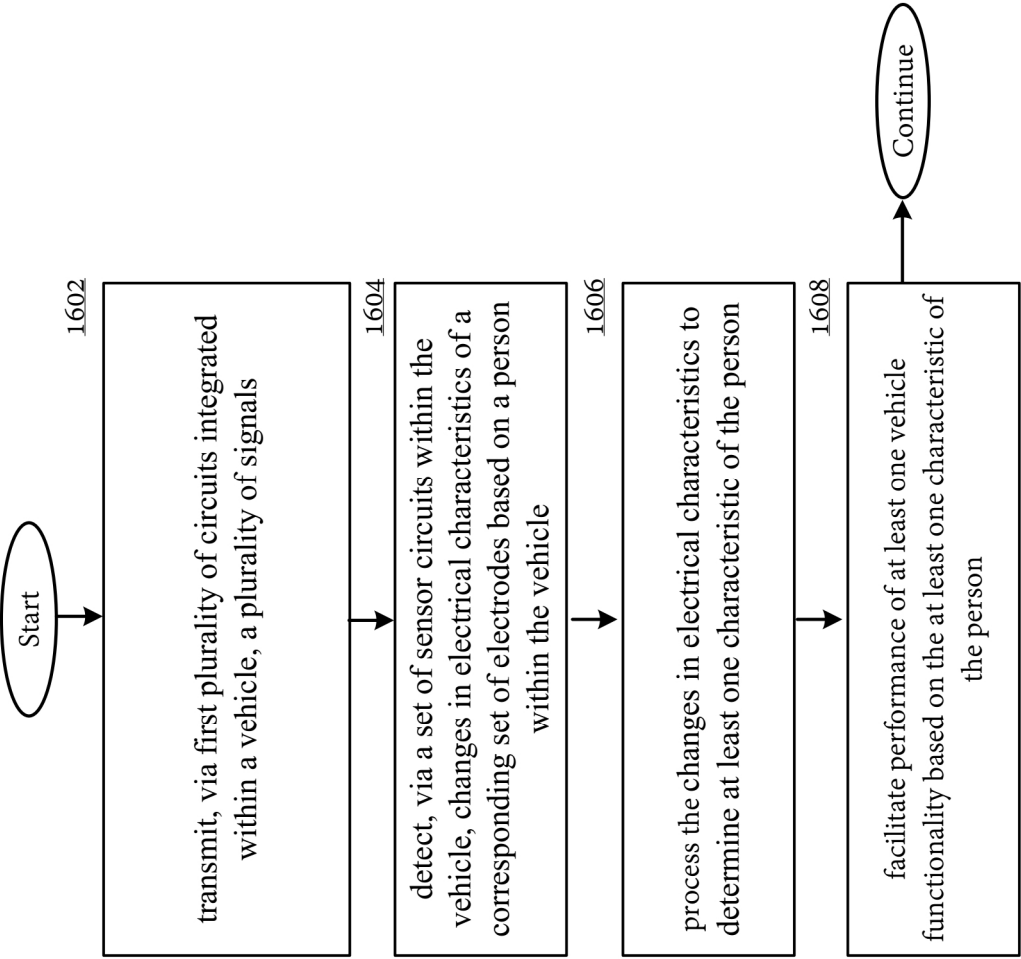 Start
1602
transmit, via first plurality of circuits integrated
within a vehicle, a plurality of signals
1604
detect, via a set of sensor circuits within the
vehicle, changes in electrical characteristics of a
corresponding set of electrodes based on a person
within the vehicle
1606
process the changes in electrical characteristics to
determine at least one characteristic of the person
1608
facilitate performance of at least one vehicle
functionality based on the at least one characteristic of
the person
Continue